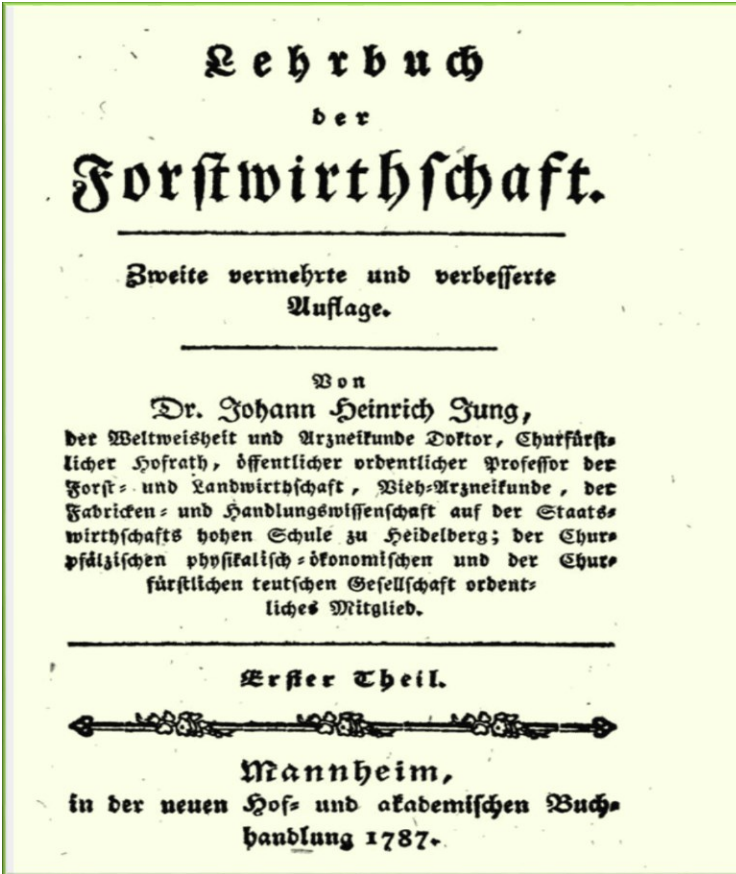 Lehrbuch
der
Forstwirthschaft.
Zweite vermehrte und verbesserte
Auflage.
Von
Dr. Johann Heinrich Jung,
der Weltweisheit und Arzneikunde Doktor, Churfürst-
licher Hofrath, öffentlicher ordentlicher Professor der
Forst- und Landwirthschaft, Vieh-Arzneikunde, der
Fabricken- und Handlungswissenschaft auf der Staats-
wirthschafts hohen Schule zu Heidelberg; der Chur-
pfälzischen physikalisch-ökonomischen und der Chur-
fürstlichen teutschen Gesellschaft ordent-
liches Mitglied.
Erster Theil.
Mannheim,
in der neuen Hof- und akademischen Buch-
handlung 1787.